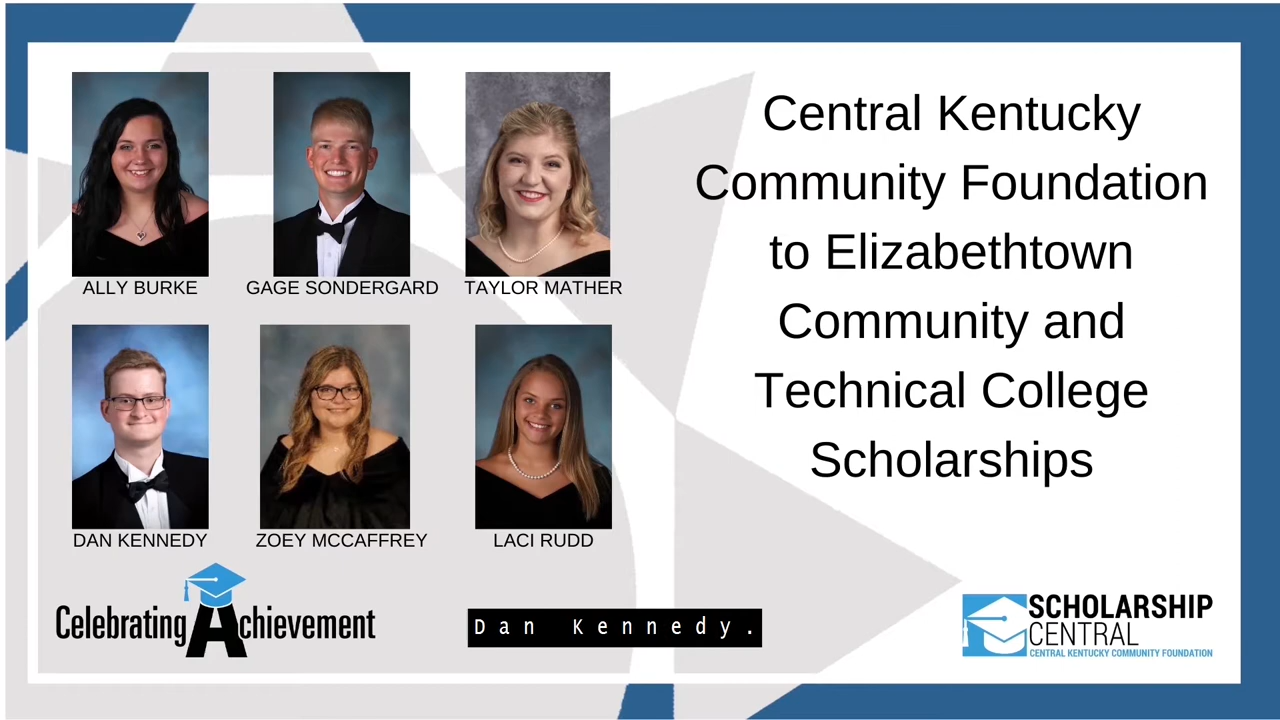 ALLY BURKE
GAGE SONDERGARD
TAYLOR MATHER
DAN KENNEDY
ZOEY MCCAFFREY
LACI RUDD
Central Kentucky
Community Foundation
to Elizabethtown
Community and
Technical College
Scholarships
Celebrating Achievement
Dan Kennedy.
SCHOLARSHIP
CENTRAL
CENTRAL KENTUCKY COMMUNITY FOUNDATION